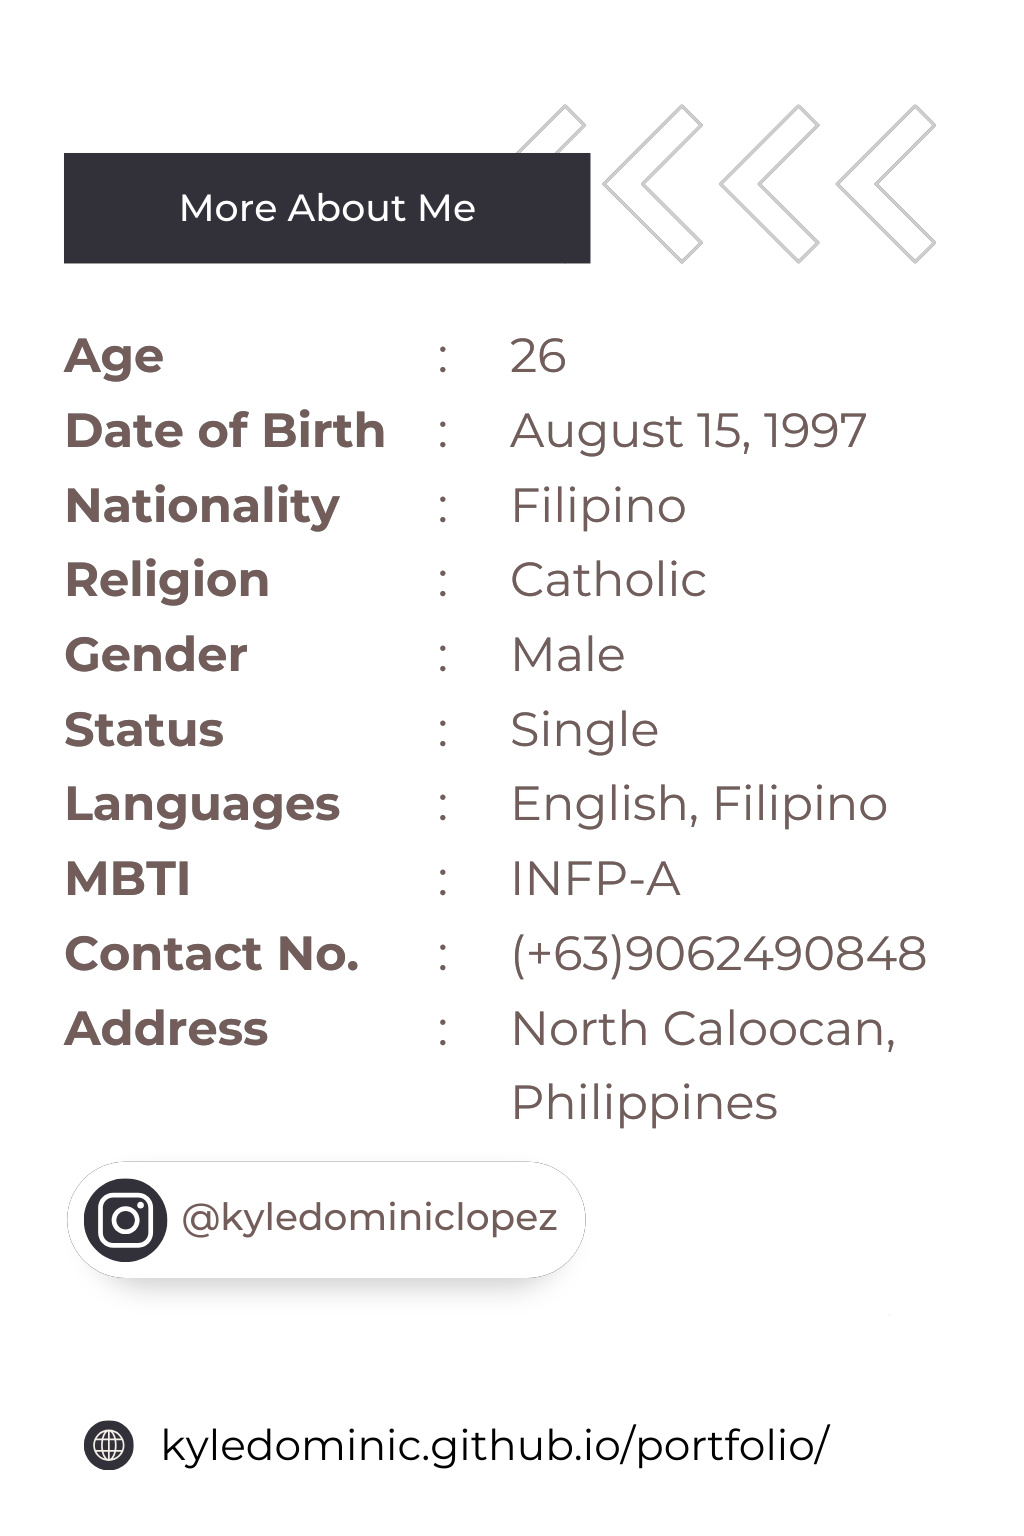 More About Me
Age : 26
Date of Birth : August 15, 1997
Nationality : Filipino
Religion : Catholic
Gender : Male
Status : Single
Languages : English, Filipino
MBTI : INFP-A
Contact No. : (+63)9062490848
Address : North Caloocan,
Philippines
@kyledominiclopez
kyledominic.github.io/portfolio/